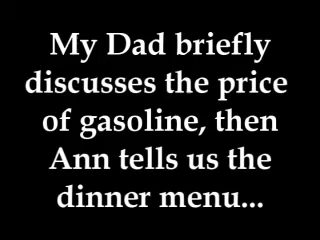 My Dad briefly
discusses the price
of gasoline, then
Ann tells us the
dinner menu...